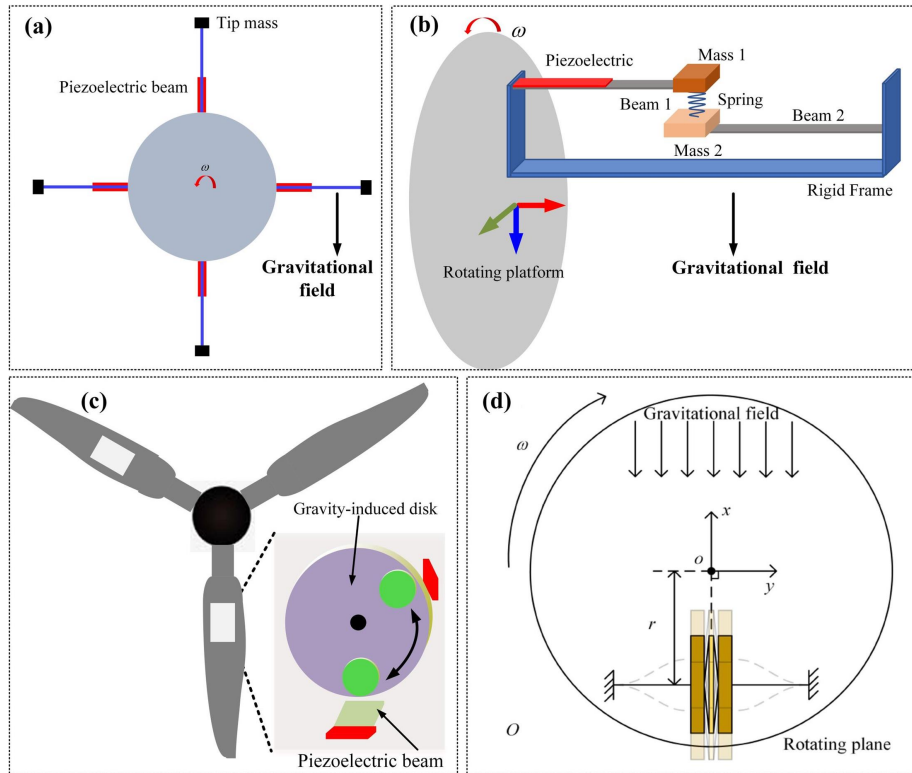 (a)
Tip mass
Piezoelectric beam
ω
Gravitational
field
(b)
ω
Piezoelectric
Mass 1
Beam 1
Spring
Beam 2
Mass 2
Rigid Frame
Rotating platform
Gravitational field
(c)
Gravity-induced disk
Piezoelectric beam
(d)
Gravitational field
ω
x
o
y
r
O
Rotating plane